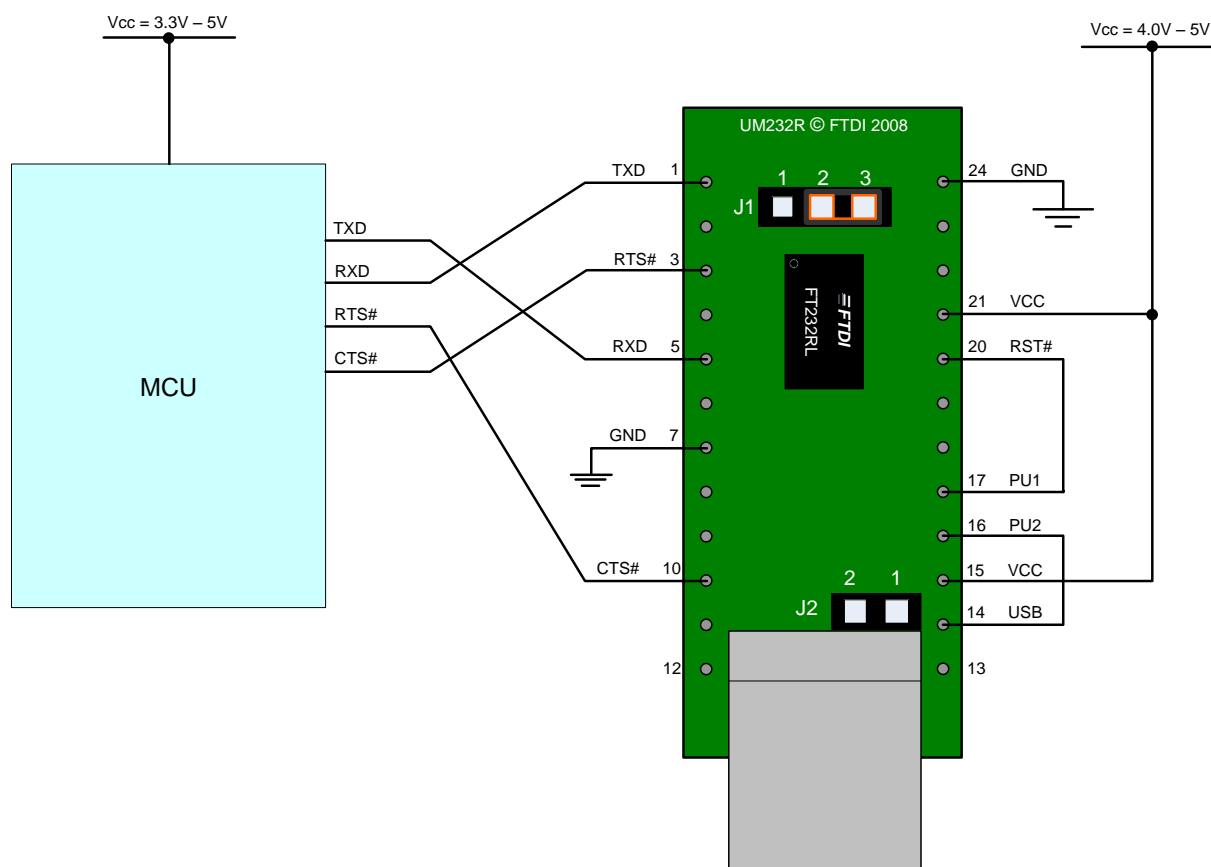 Vcc = 3.3V – 5V
Vcc = 4.0V – 5V
UM232R © FTDI 2008
TXD 1
24 GND
1 2 3
J1
TXD
RXD
RTS#
CTS#
MCU
RTS# 3
21 VCC
FTDI
FT232RL
RXD 5
20 RST#
GND 7
17 PU1
16 PU2
CTS# 10
15 VCC
2 1
J2
14 USB
12
13